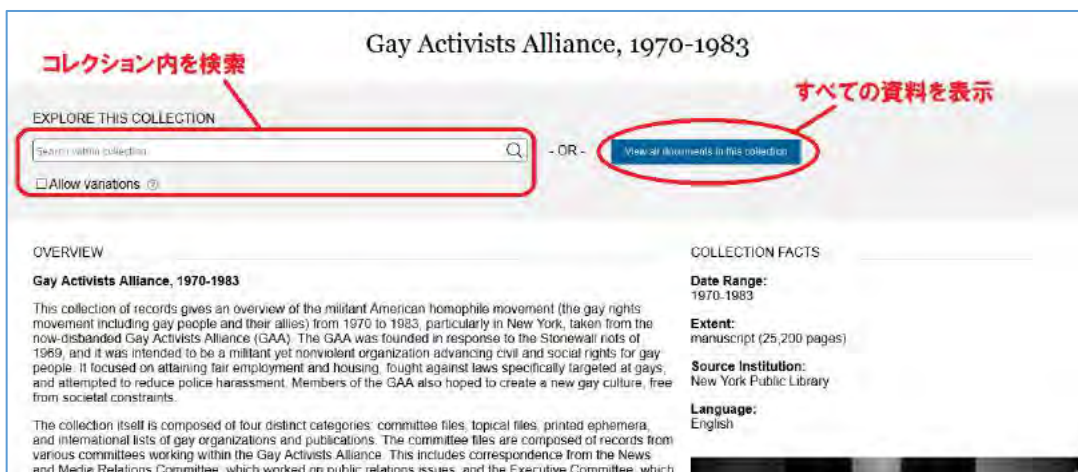 Gay Activists Alliance, 1970-1983
コレクション内を検索
すべての資料を表示
EXPLORE THIS COLLECTION
Search within collection
- OR -
View all documents in this collection
Allow variations
OVERVIEW
Gay Activists Alliance, 1970-1983
This collection of records gives an overview of the militant American homophile movement (the gay rights
movement including gay people and their allies) from 1970 to 1983, particularly in New York, taken from the
now-disbanded Gay Activists Alliance (GAA). The GAA was founded in response to the Stonewall riots of
1969, and it was intended to be a militant yet nonviolent organization advancing civil and social rights for gay
people. It focused on attaining fair employment and housing, fought against laws specifically targeted at gays,
and attempted to reduce police harassment. Members of the GAA also hoped to create a new gay culture, free
from societal constraints.
The collection itself is composed of four distinct categories: committee files, topical files, printed ephemera,
and international lists of gay organizations and publications. The committee files are composed of records from
various committees working within the Gay Activists Alliance. This includes correspondence from the News
and Media Relations Committee, which worked on public relations issues, and the Executive Committee, which
COLLECTION FACTS
Date Range:
1970-1983
Extent:
manuscript (25,200 pages)
Source Institution:
New York Public Library
Language:
English